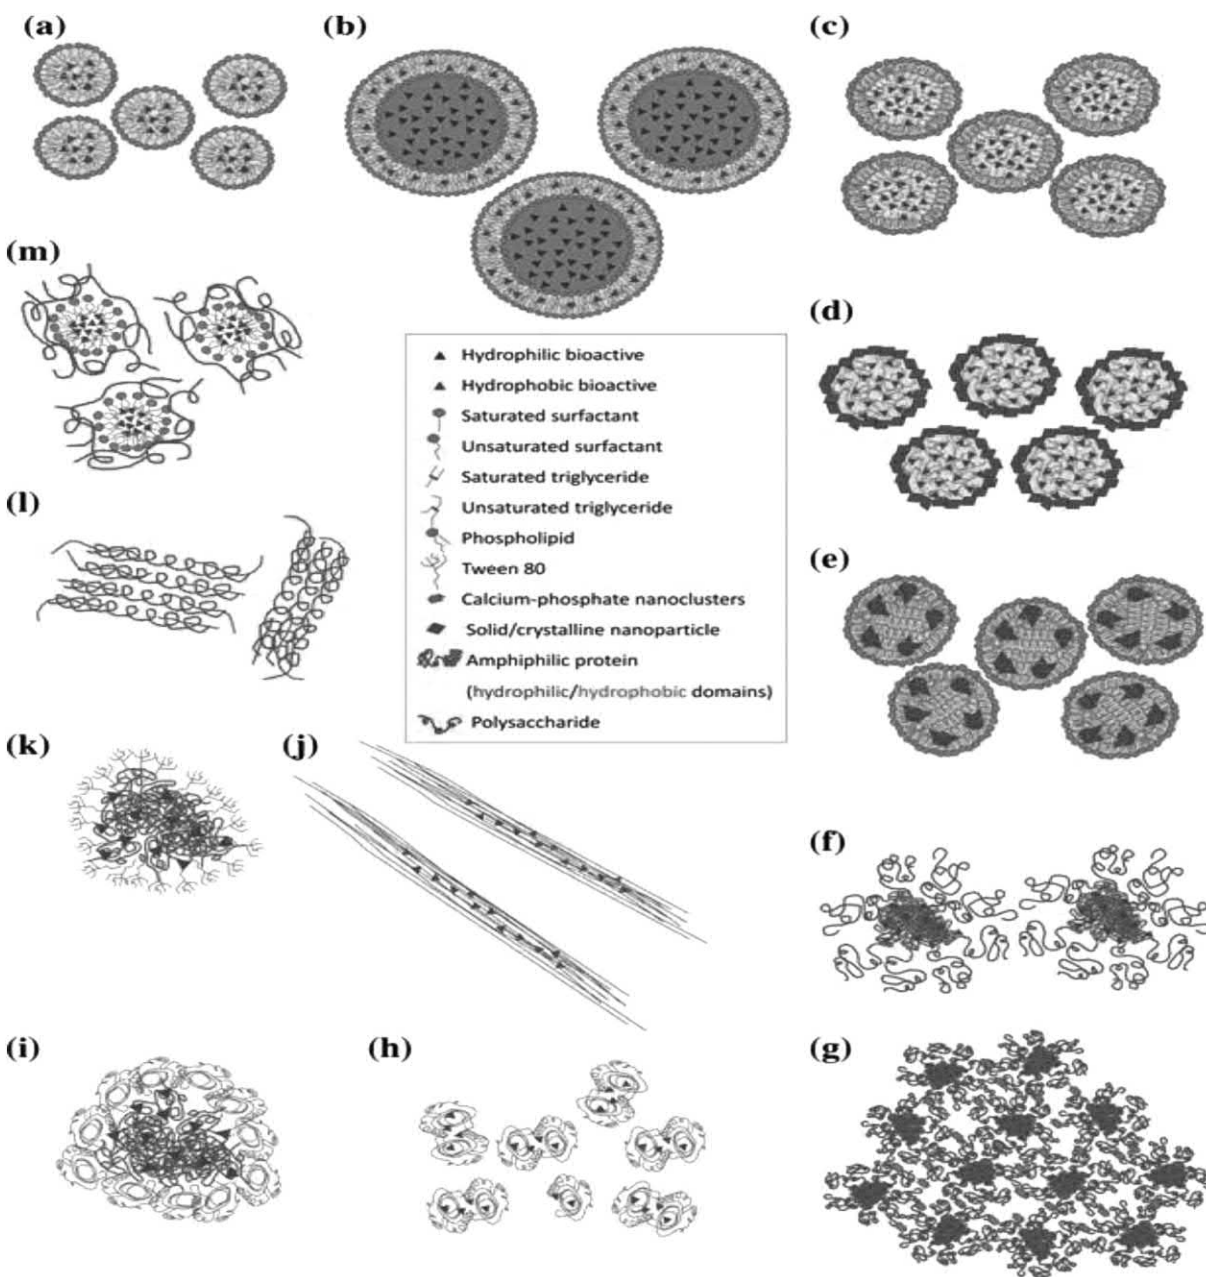 (a)
(b)
(c)
(m)
(d)
Hydrophilic bioactive
Hydrophobic bioactive
Saturated surfactant
Unsaturated surfactant
Saturated triglyceride
Unsaturated triglyceride
Phospholipid
Tween 80
Calcium-phosphate nanoclusters
Solid/crystalline nanoparticle
Amphiphilic protein
(hydrophilic/hydrophobic domains)
Polysaccharide
(l)
(e)
(k)
(j)
(f)
(i)
(h)
(g)